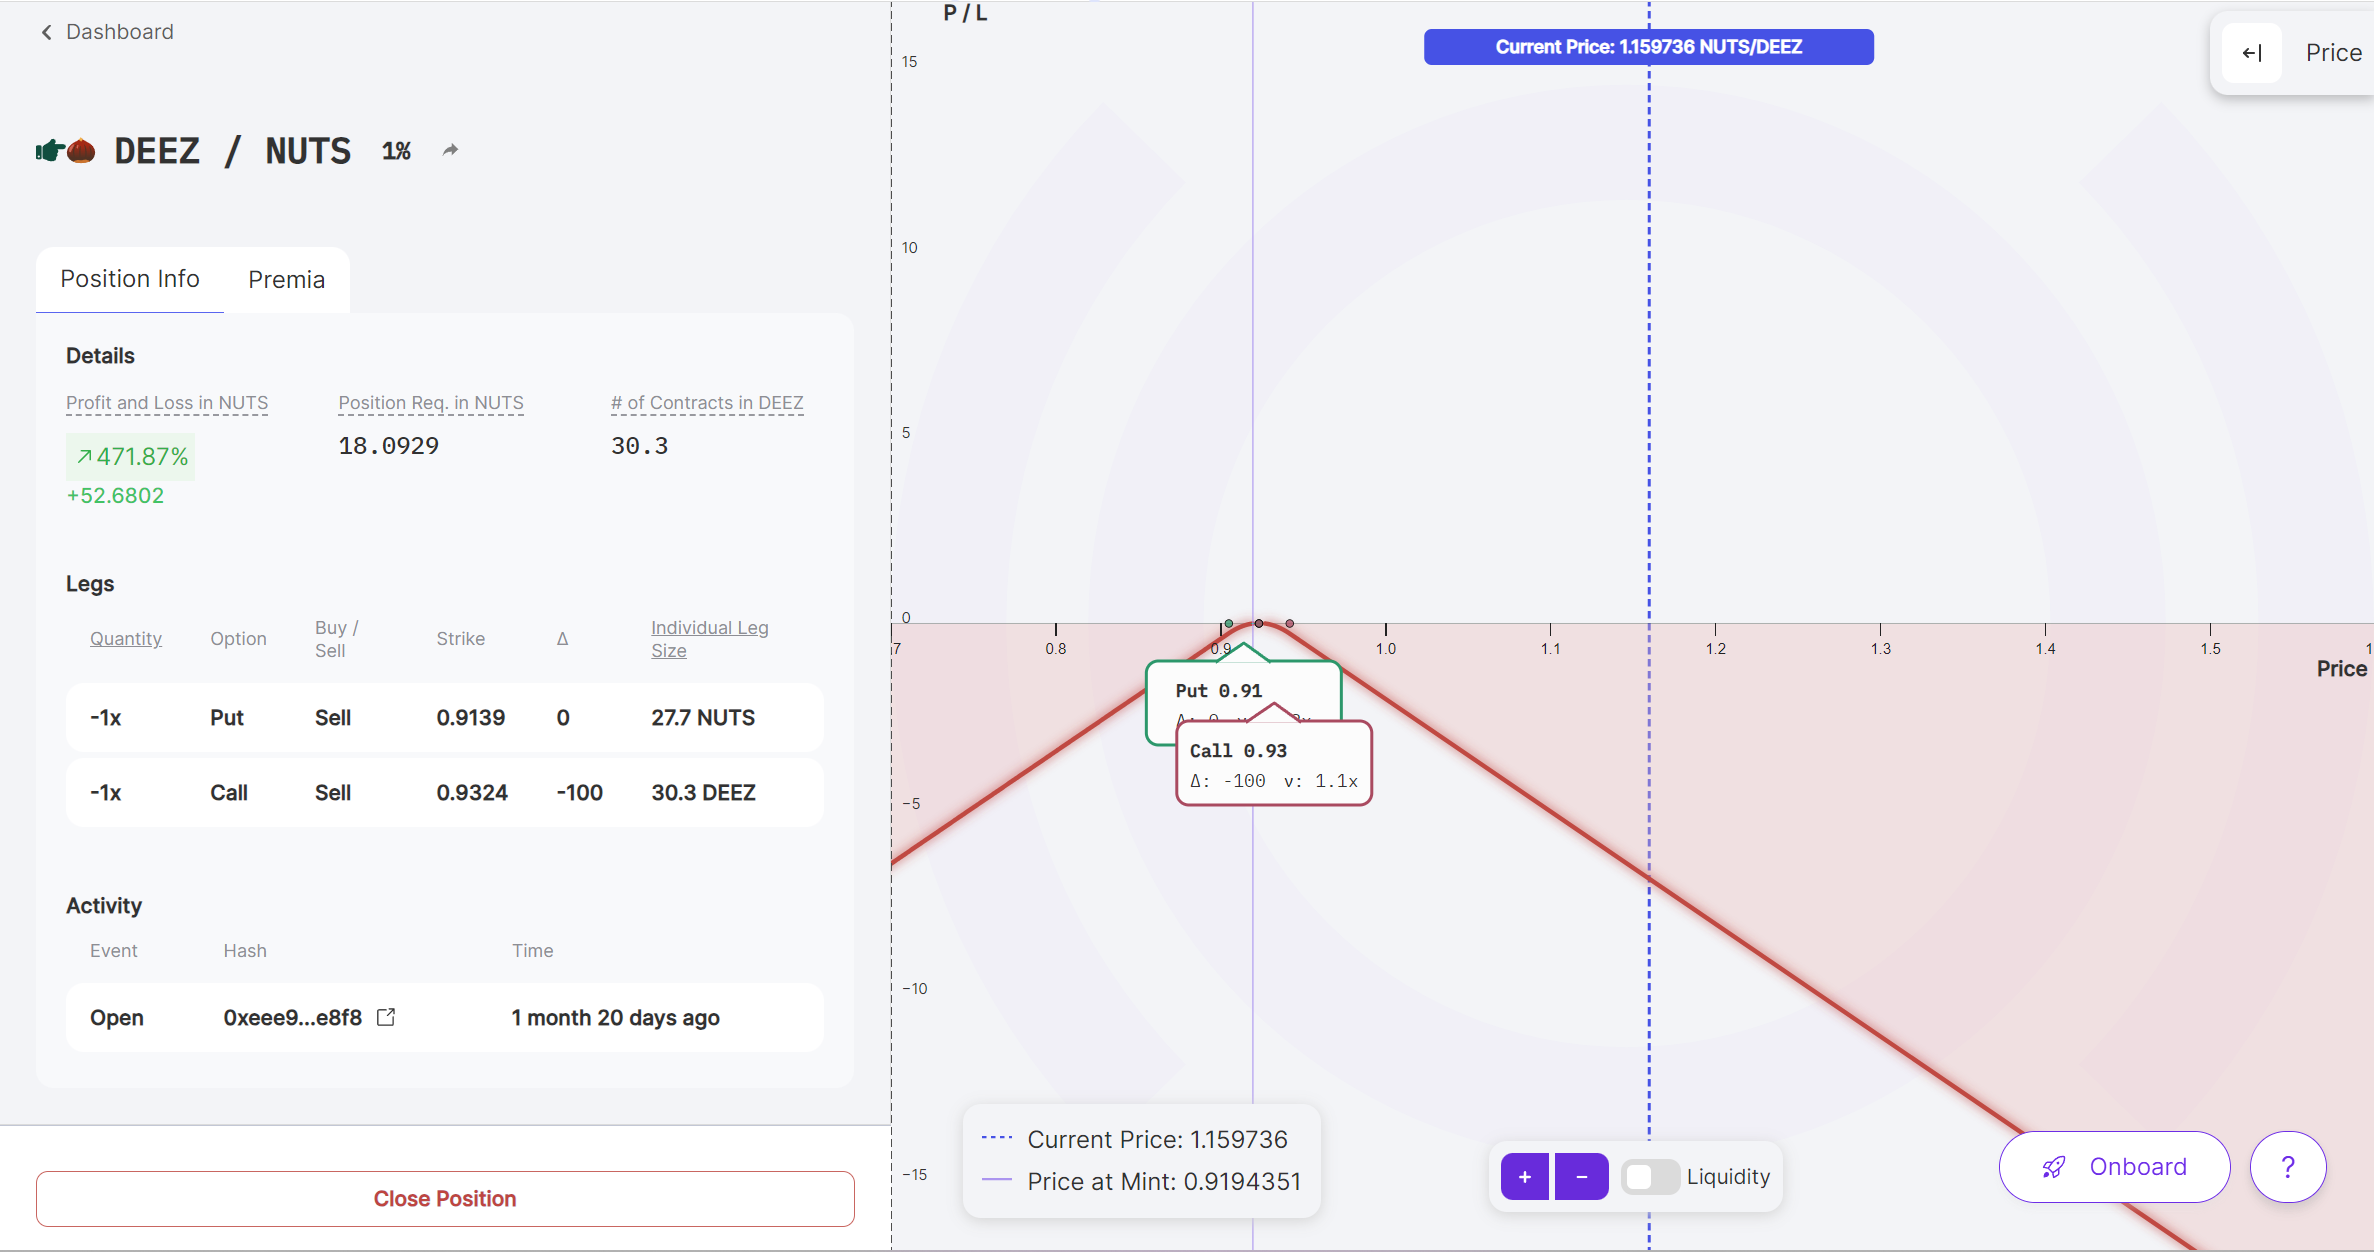 Dashboard
DEEZ / NUTS 1%
Position Info
Premia
Details
Profit and Loss in NUTS
Position Req. in NUTS
# of Contracts in DEEZ
471.87%
18.0929
30.3
+52.6802
Legs
Quantity
Option
Buy /
Sell
Strike
Δ
Individual Leg
Size
-1x
Put
Sell
0.9139
0
27.7 NUTS
-1x
Call
Sell
0.9324
-100
30.3 DEEZ
Activity
Event
Hash
Time
Open
0xeee9...e8f8
1 month 20 days ago
Close Position
P / L
15
10
5
0
−5
−10
−15
Current Price: 1.159736 NUTS/DEEZ
Price
7
0.8
0.9
1.0
1.1
1.2
1.3
1.4
1.5
1
Price
Put 0.91
Call 0.93
Δ: -100 v: 1.1x
Current Price: 1.159736
Price at Mint: 0.9194351
+
−
Liquidity
Onboard
?